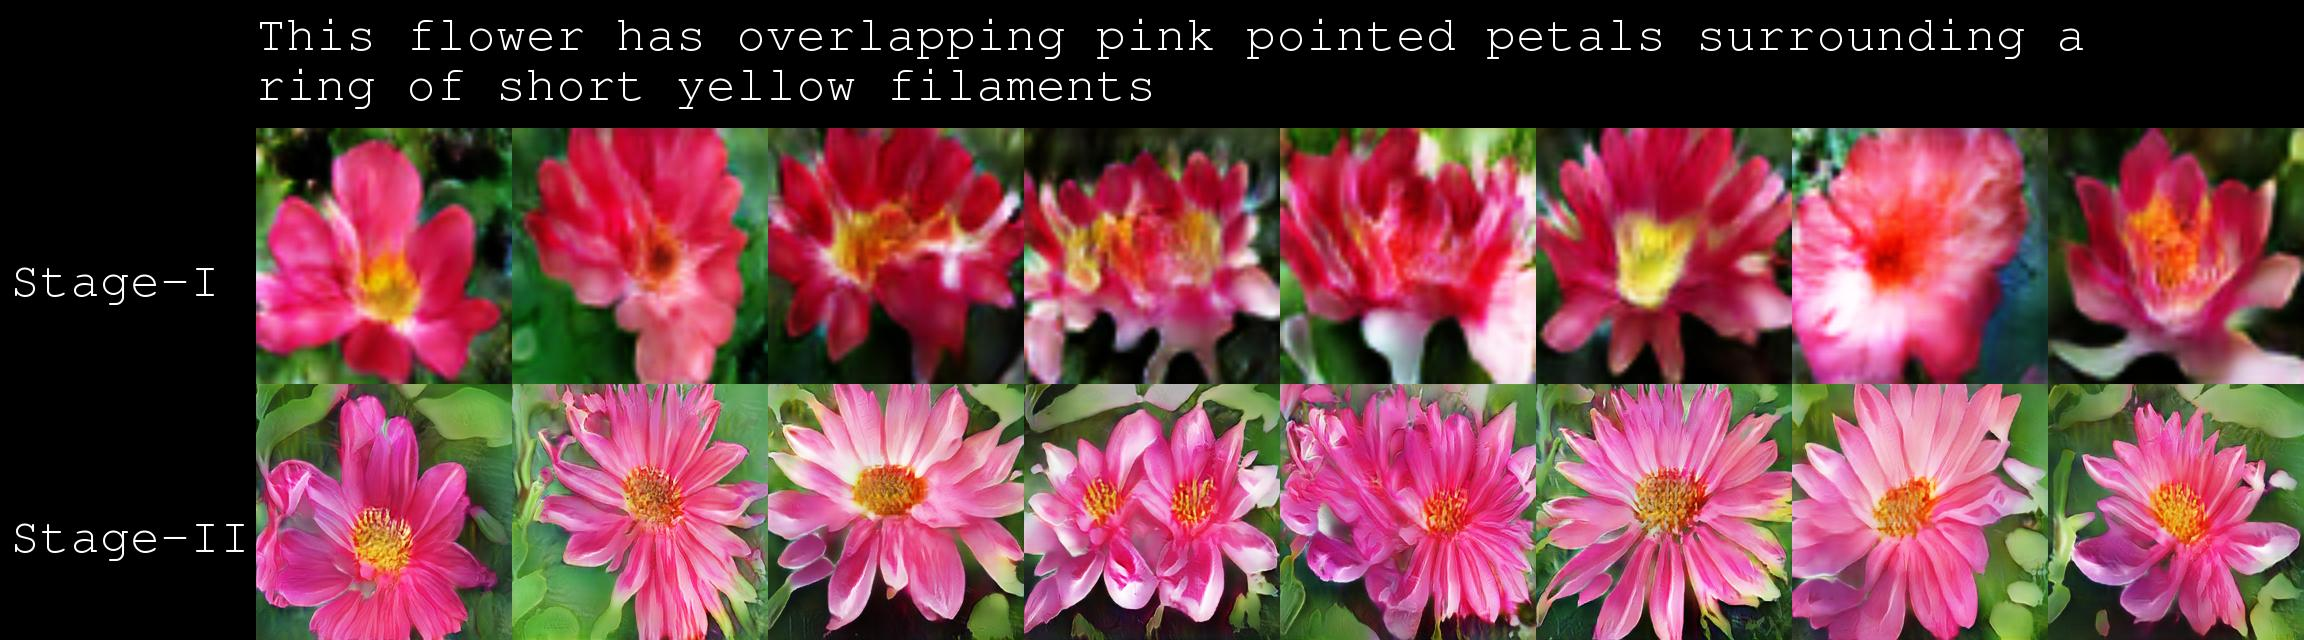 This flower has overlapping pink pointed petals surrounding a
ring of short yellow filaments
Stage-I
Stage-II